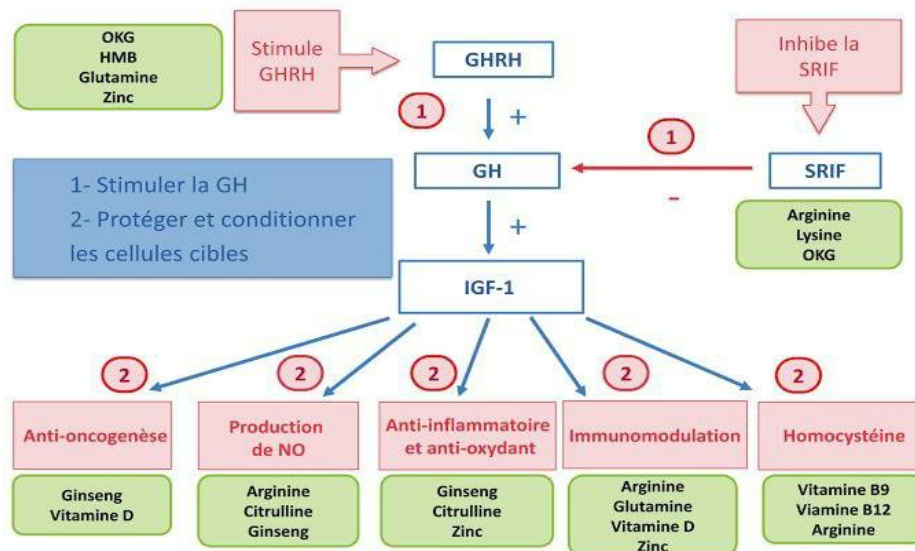 OKG
HMB
Glutamine
Zinc
Stimule
GHRH
GHRH
Inhibe la
SRIF
1
+
1
GH
SRIF
-
1- Stimuler la GH
2- Protéger et conditionner
les cellules cibles
+
Arginine
Lysine
OKG
IGF-1
2
2
2
2
2
Anti-oncogenèse
Production
de NO
Anti-inflammatoire
et anti-oxydant
Immunomodulation
Homocystéine
Ginseng
Vitamine D
Arginine
Citrulline
Ginseng
Ginseng
Citrulline
Zinc
Arginine
Glutamine
Vitamine D
Zinc
Vitamine B9
Viamine B12
Arginine